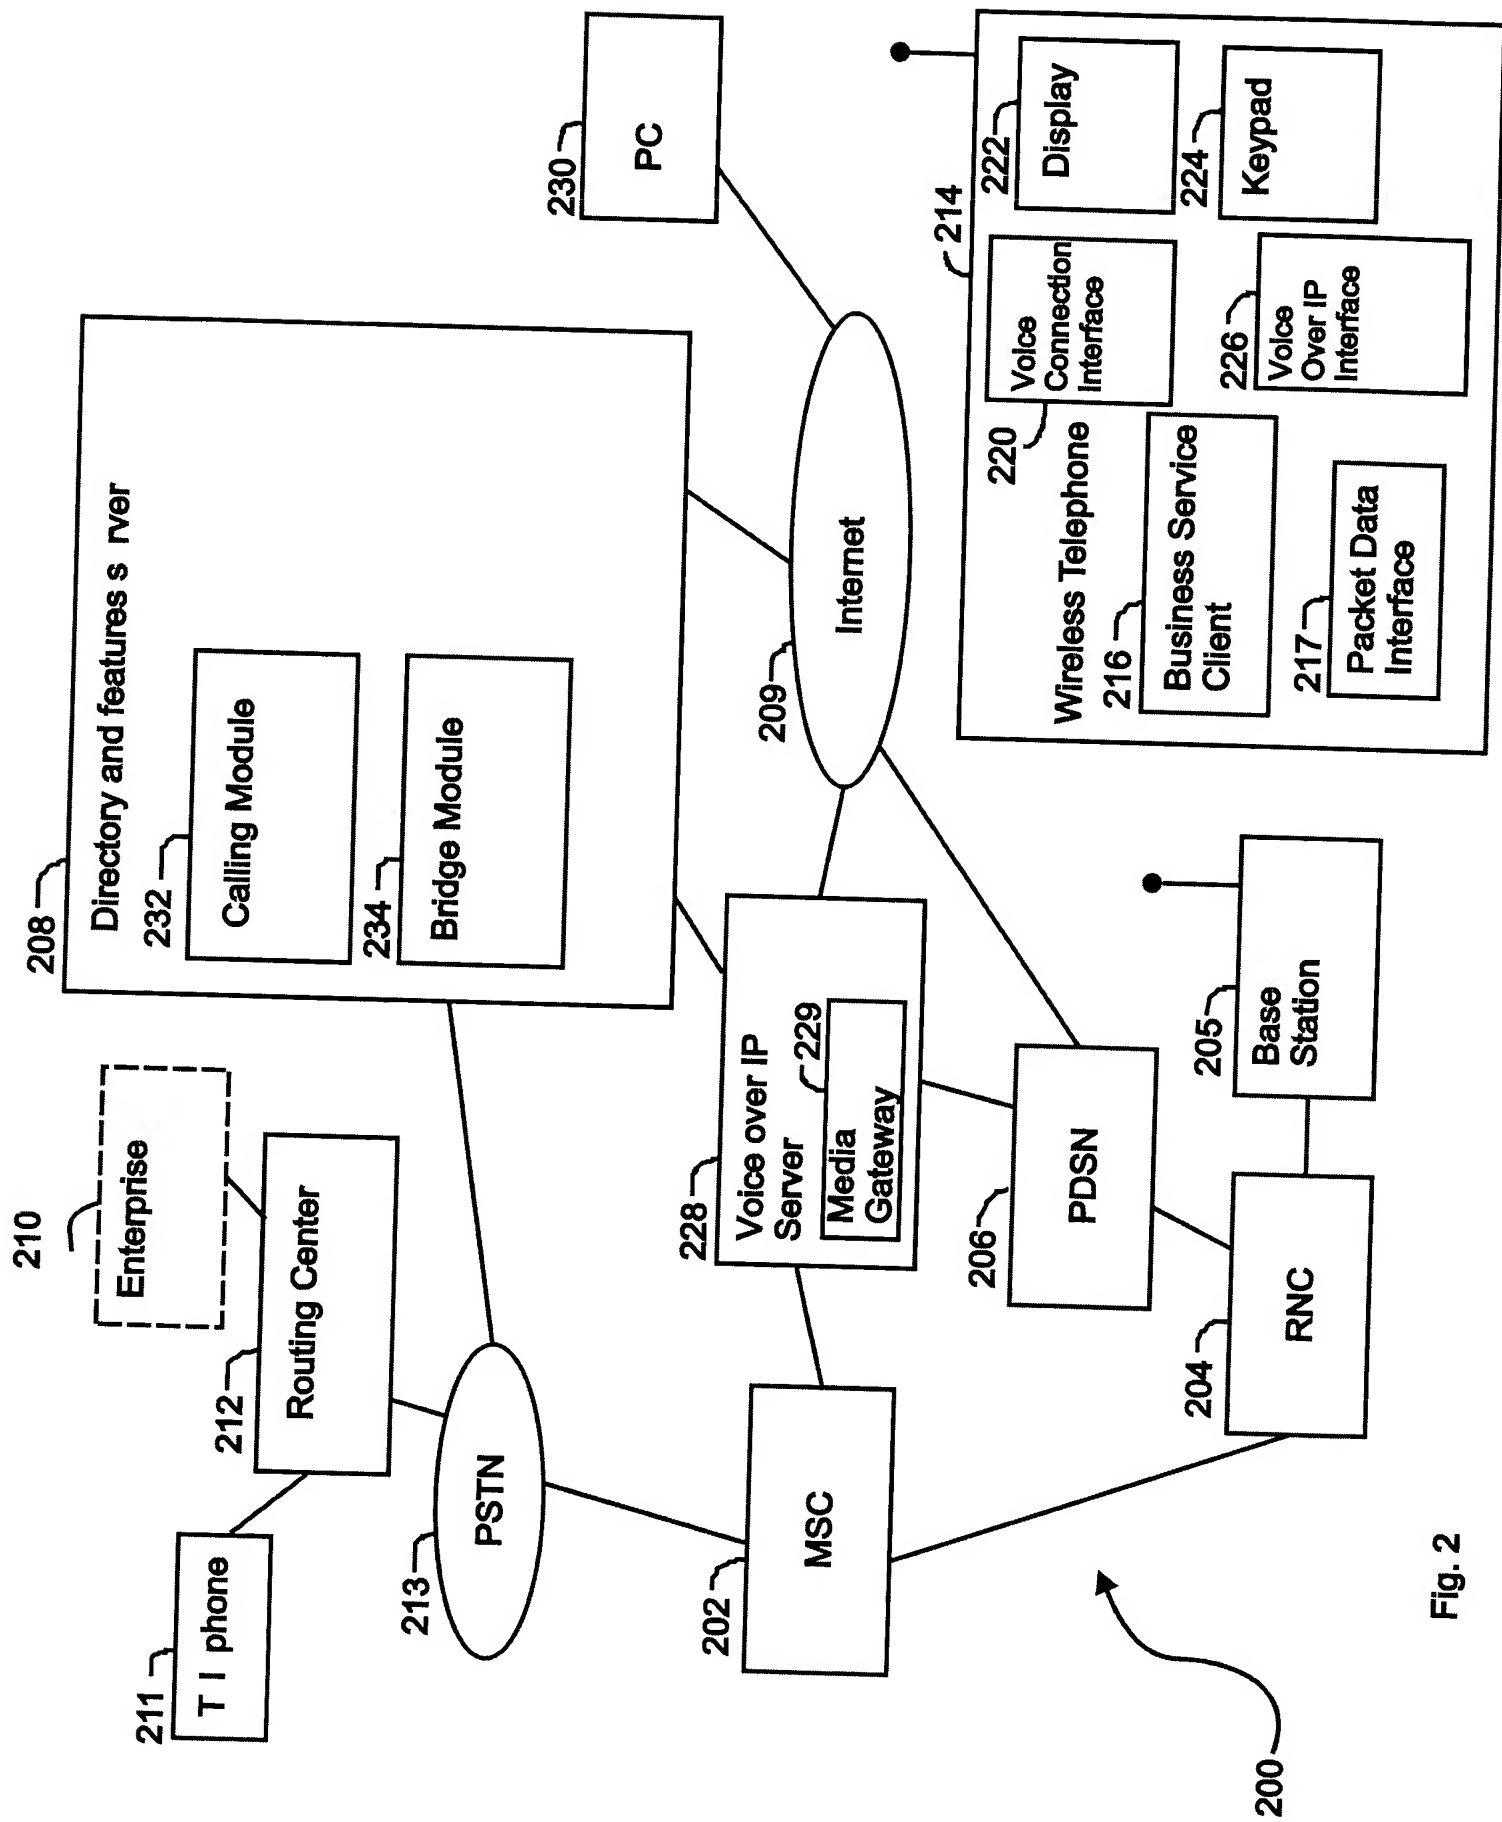 210
Enterprise
208
Directory and features s rver
232
Calling Module
234
Bridge Module
230
PC
211
T l phone
212
Routing Center
213
PSTN
209
Internet
228
Voice over IP
Server
229
Media
Gateway
202
MSC
206
PDSN
204
RNC
205
Base
Station
214
Wireless Telephone
220
Voice
Connection
Interface
222
Display
216
Business Service
Client
226
Voice
Over IP
Interface
224
Keypad
217
Packet Data
Interface
200
Fig. 2